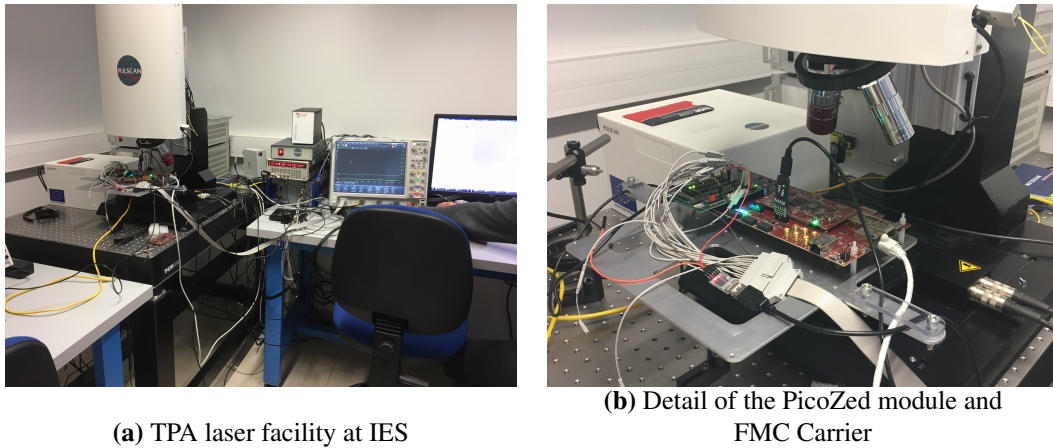 PULSCAN
PULSCAN
(a) TPA laser facility at IES
(b) Detail of the PicoZed module and
FMC Carrier